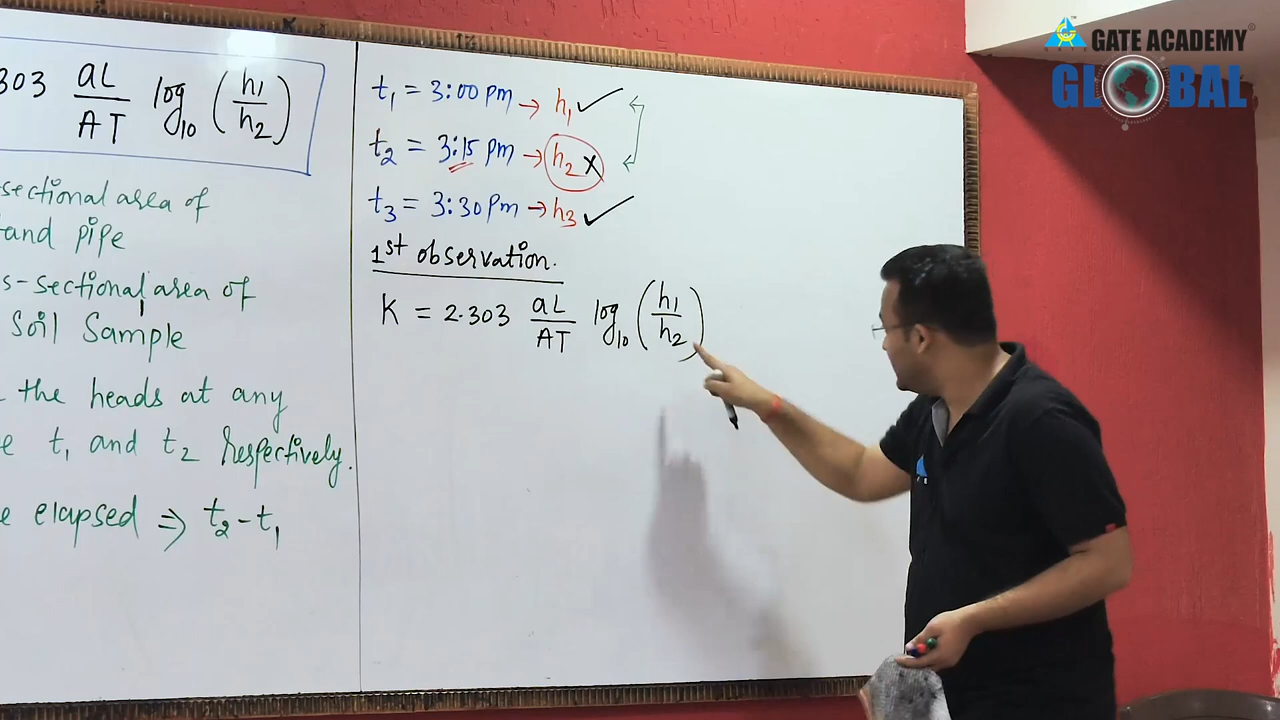 303 aL/AT log10 (h1/h2)
sectional area of
tand pipe
s-sectional area of
Soil Sample
the heads at any
e t1 and t2 Respectively.
e elapsed ⇒ t2-t1
K
t1 = 3:00 pm → h1 ✓
t2 = 3:15 pm → h2 x
t3 = 3:30 pm → h3 ✓
1st observation.
K = 2.303 aL/AT log10 (h1/h2)
GATE ACADEMY
GLOBAL